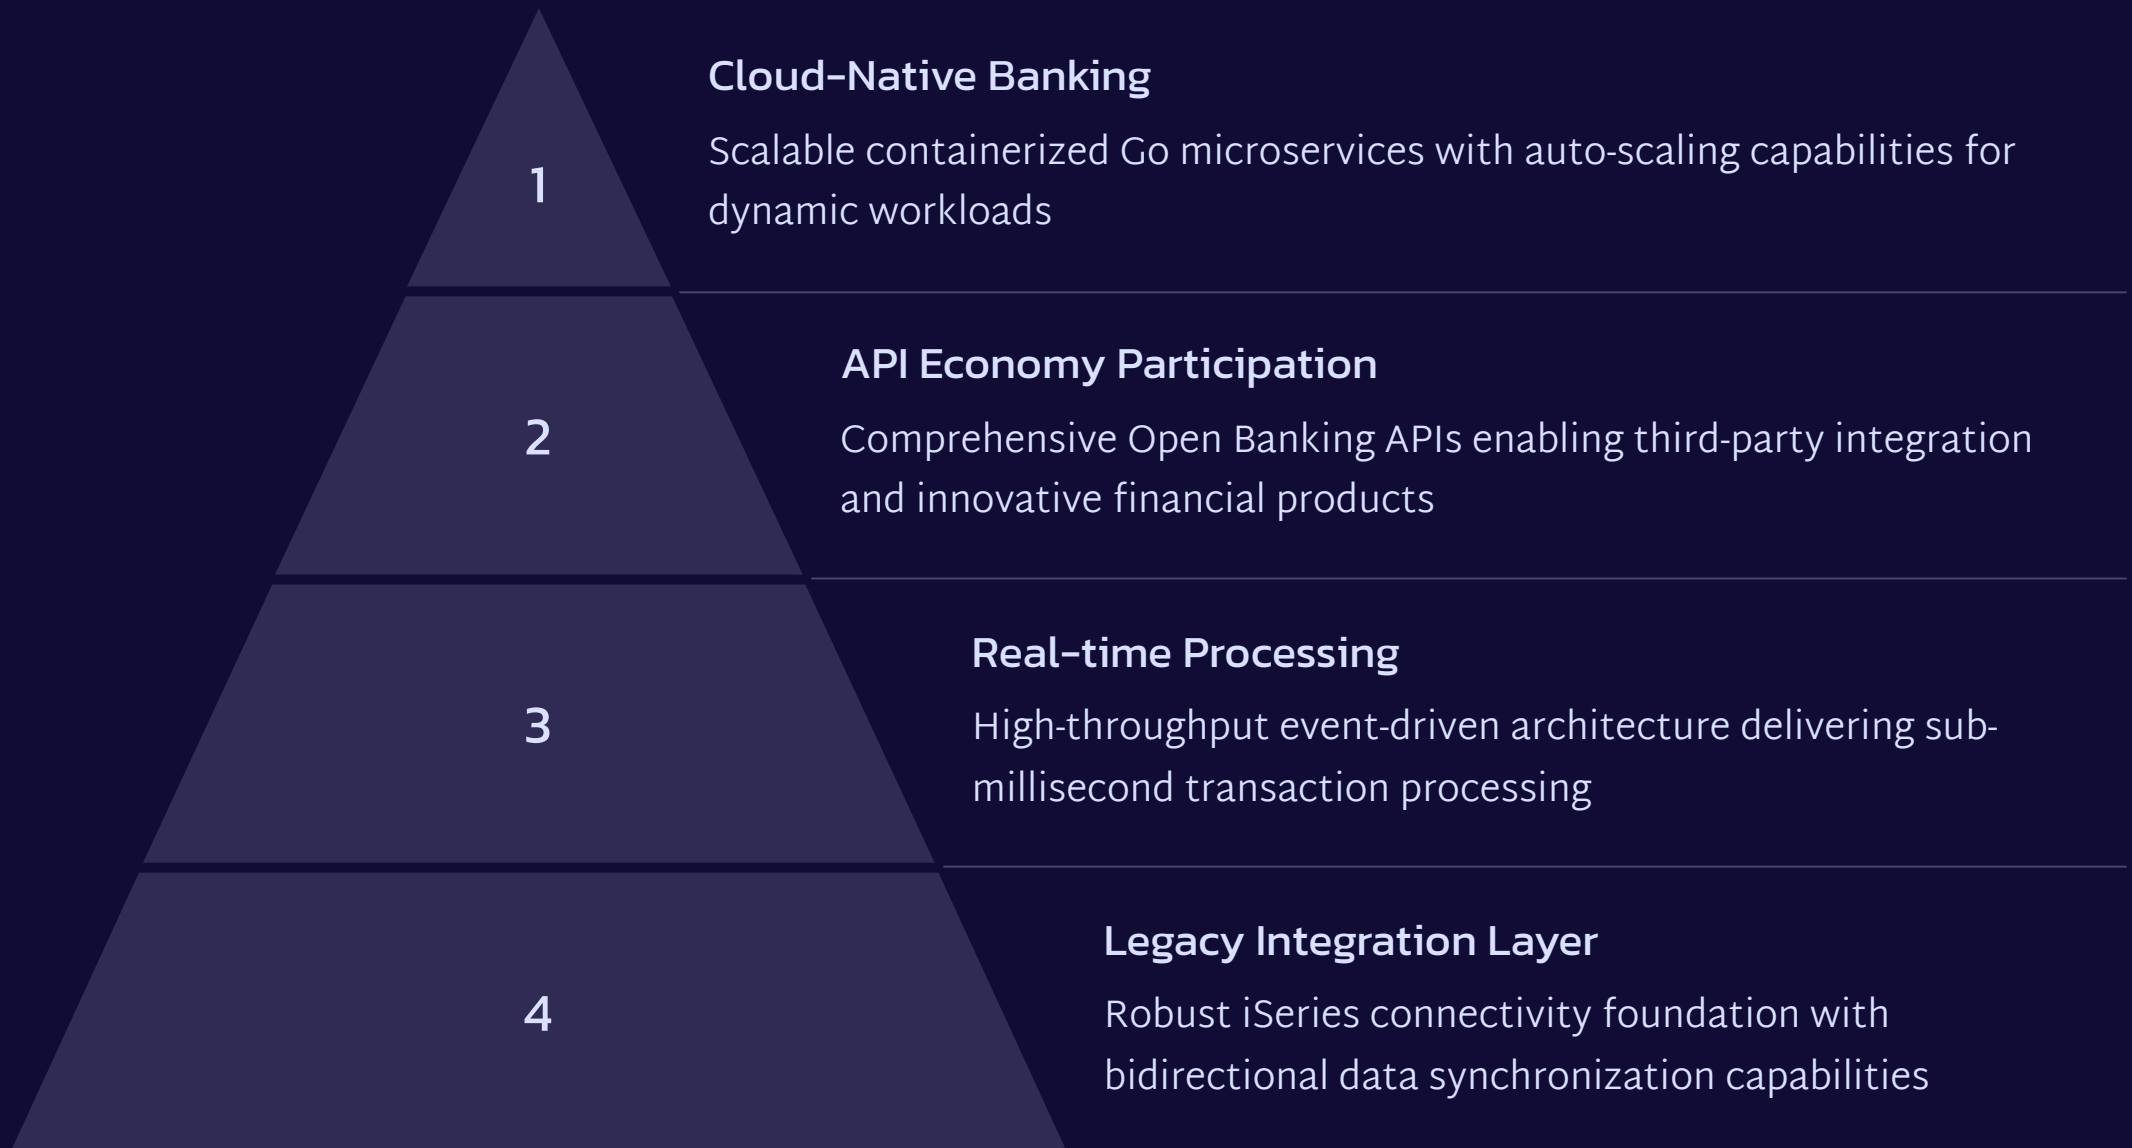 1
Cloud-Native Banking
Scalable containerized Go microservices with auto-scaling capabilities for
dynamic workloads
2
API Economy Participation
Comprehensive Open Banking APIs enabling third-party integration
and innovative financial products
3
Real-time Processing
High-throughput event-driven architecture delivering sub-
millisecond transaction processing
4
Legacy Integration Layer
Robust iSeries connectivity foundation with
bidirectional data synchronization capabilities